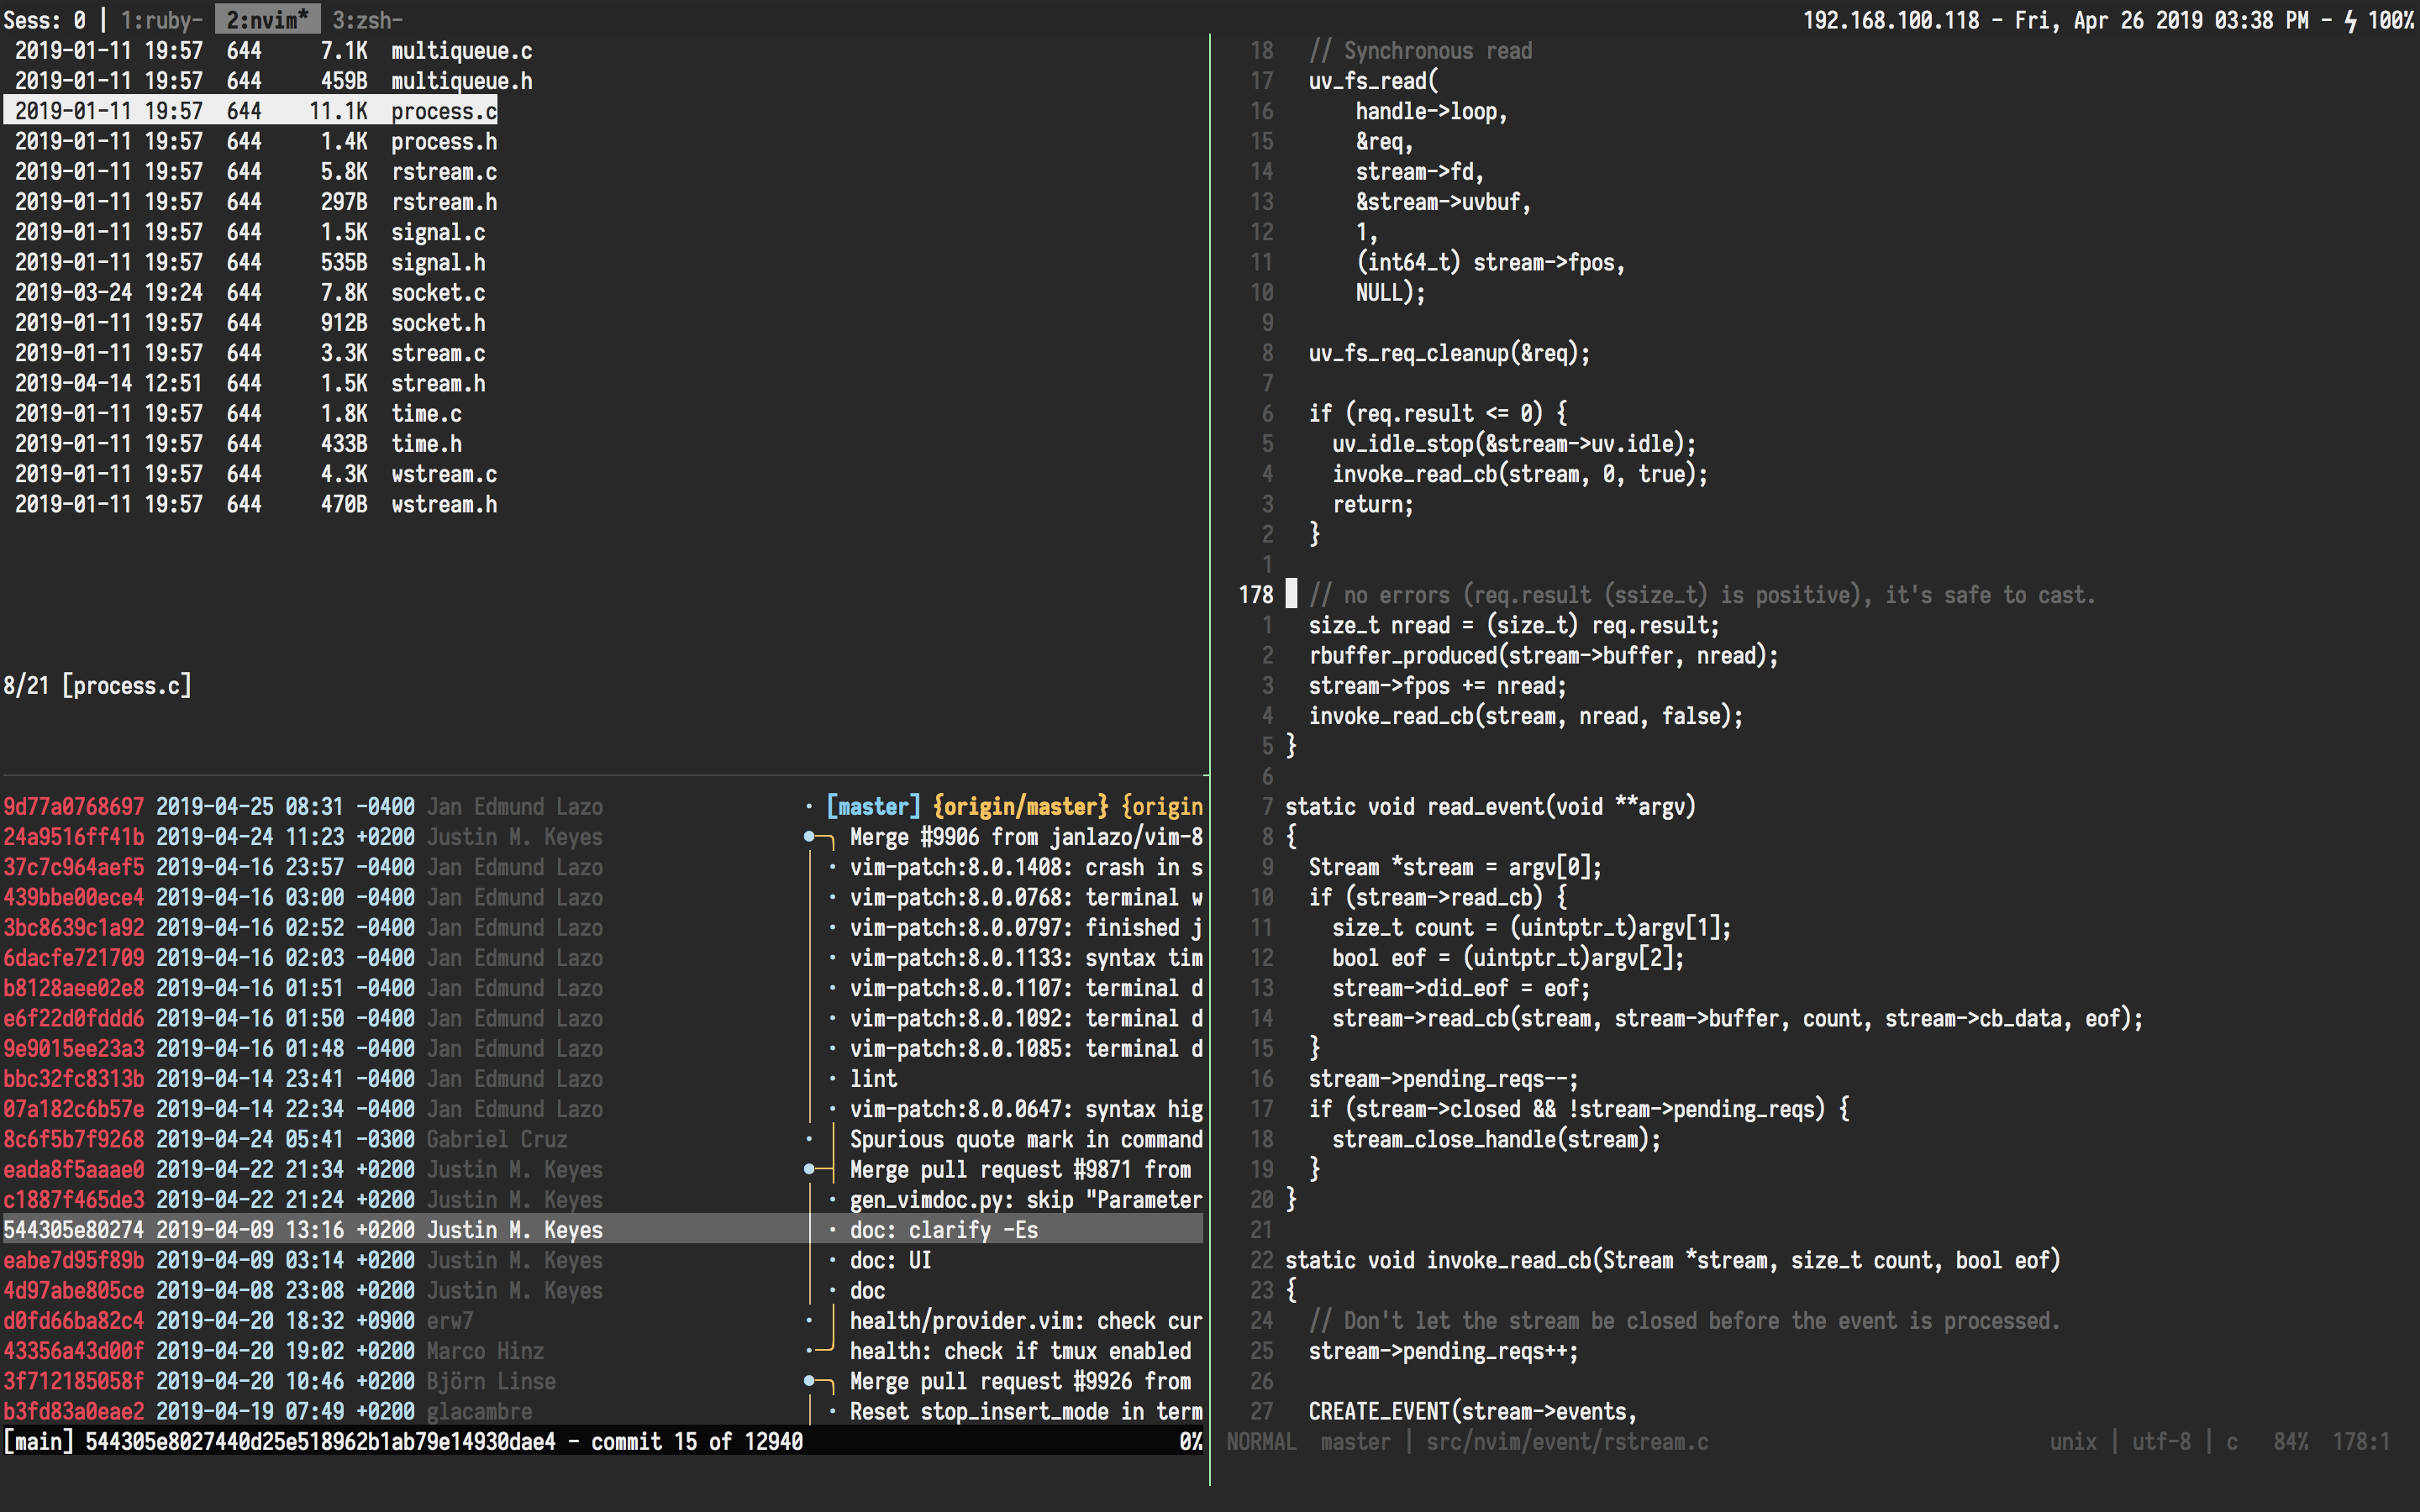 Sess: 0 | 1:ruby- 2:nvim* 3:zsh-
192.168.100.118 - Fri, Apr 26 2019 03:38 PM - ϟ 100%
2019-01-11 19:57 644 7.1K multiqueue.c
2019-01-11 19:57 644 459B multiqueue.h
2019-01-11 19:57 644 11.1K process.c
2019-01-11 19:57 644 1.4K process.h
2019-01-11 19:57 644 5.8K rstream.c
2019-01-11 19:57 644 297B rstream.h
2019-01-11 19:57 644 1.5K signal.c
2019-01-11 19:57 644 535B signal.h
2019-03-24 19:24 644 7.8K socket.c
2019-01-11 19:57 644 912B socket.h
2019-01-11 19:57 644 3.3K stream.c
2019-04-14 12:51 644 1.5K stream.h
2019-01-11 19:57 644 1.8K time.c
2019-01-11 19:57 644 433B time.h
2019-01-11 19:57 644 4.3K wstream.c
2019-01-11 19:57 644 470B wstream.h
8/21 [process.c]
9d77a0768697 2019-04-25 08:31 -0400 Jan Edmund Lazo · [master] {origin/master} {origin
24a9516ff41b 2019-04-24 11:23 +0200 Justin M. Keyes Merge #9906 from janlazo/vim-8
37c7c964aef5 2019-04-16 23:57 -0400 Jan Edmund Lazo · vim-patch:8.0.1408: crash in s
439bbe00ece4 2019-04-16 03:00 -0400 Jan Edmund Lazo · vim-patch:8.0.0768: terminal w
3bc8639c1a92 2019-04-16 02:52 -0400 Jan Edmund Lazo · vim-patch:8.0.0797: finished j
6dacfe721709 2019-04-16 02:03 -0400 Jan Edmund Lazo · vim-patch:8.0.1133: syntax tim
b8128aee02e8 2019-04-16 01:51 -0400 Jan Edmund Lazo · vim-patch:8.0.1107: terminal d
e6f22d0fddd6 2019-04-16 01:50 -0400 Jan Edmund Lazo · vim-patch:8.0.1092: terminal d
9e9015ee23a3 2019-04-16 01:48 -0400 Jan Edmund Lazo · vim-patch:8.0.1085: terminal d
bbc32fc8313b 2019-04-14 23:41 -0400 Jan Edmund Lazo · lint
07a182c6b57e 2019-04-14 22:34 -0400 Jan Edmund Lazo · vim-patch:8.0.0647: syntax hig
8c6f5b7f9268 2019-04-24 05:41 -0300 Gabriel Cruz · Spurious quote mark in command
eada8f5aaae0 2019-04-22 21:34 +0200 Justin M. Keyes Merge pull request #9871 from
c1887f465de3 2019-04-22 21:24 +0200 Justin M. Keyes · gen_vimdoc.py: skip "Parameter
544305e80274 2019-04-09 13:16 +0200 Justin M. Keyes · doc: clarify -Es
eabe7d95f89b 2019-04-09 03:14 +0200 Justin M. Keyes · doc: UI
4d97abe805ce 2019-04-08 23:08 +0200 Justin M. Keyes · doc
d0fd66ba82c4 2019-04-20 18:32 +0900 erw7 · health/provider.vim: check cur
43356a43d00f 2019-04-20 19:02 +0200 Marco Hinz · health: check if tmux enabled
3f712185058f 2019-04-20 10:46 +0200 Björn Linse Merge pull request #9926 from
b3fd83a0eae2 2019-04-19 07:49 +0200 glacambre · Reset stop_insert_mode in term
[main] 544305e8027440d25e518962b1ab79e14930dae4 - commit 15 of 12940 0%
18 // Synchronous read
17 uv_fs_read(
16 handle->loop,
15 &req,
14 stream->fd,
13 &stream->uvbuf,
12 1,
11 (int64_t) stream->fpos,
10 NULL);
9
8 uv_fs_req_cleanup(&req);
7
6 if (req.result <= 0) {
5 uv_idle_stop(&stream->uv.idle);
4 invoke_read_cb(stream, 0, true);
3 return;
2 }
1
178 // no errors (req.result (ssize_t) is positive), it's safe to cast.
1 size_t nread = (size_t) req.result;
2 rbuffer_produced(stream->buffer, nread);
3 stream->fpos += nread;
4 invoke_read_cb(stream, nread, false);
5 }
6
7 static void read_event(void **argv)
8 {
9 Stream *stream = argv[0];
10 if (stream->read_cb) {
11 size_t count = (uintptr_t)argv[1];
12 bool eof = (uintptr_t)argv[2];
13 stream->did_eof = eof;
14 stream->read_cb(stream, stream->buffer, count, stream->cb_data, eof);
15 }
16 stream->pending_reqs--;
17 if (stream->closed && !stream->pending_reqs) {
18 stream_close_handle(stream);
19 }
20 }
21
22 static void invoke_read_cb(Stream *stream, size_t count, bool eof)
23 {
24 // Don't let the stream be closed before the event is processed.
25 stream->pending_reqs++;
26
27 CREATE_EVENT(stream->events,
NORMAL master | src/nvim/event/rstream.c unix | utf-8 | c 84% 178:1